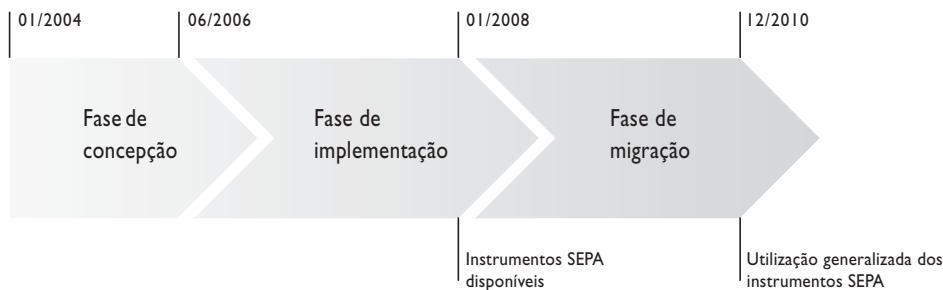 01/2004
06/2006
01/2008
12/2010
Fase de
concepção
Fase de
implementação
Fase de
migração
Instrumentos SEPA
disponíveis
Utilização generalizada dos
instrumentos SEPA